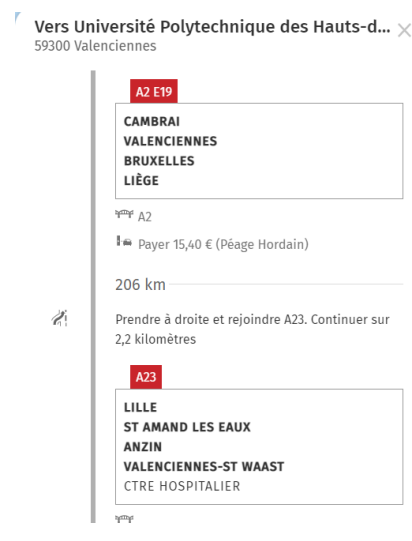 Vers Université Polytechnique des Hauts-d...
59300 Valenciennes
A2 E19
CAMBRAI
VALENCIENNES
BRUXELLES
LIÈGE
A2
Payer 15,40 € (Péage Hordain)
206 km
Prendre à droite et rejoindre A23. Continuer sur
2,2 kilomètres
A23
LILLE
ST AMAND LES EAUX
ANZIN
VALENCIENNES-ST WAAST
CTRE HOSPITALIER